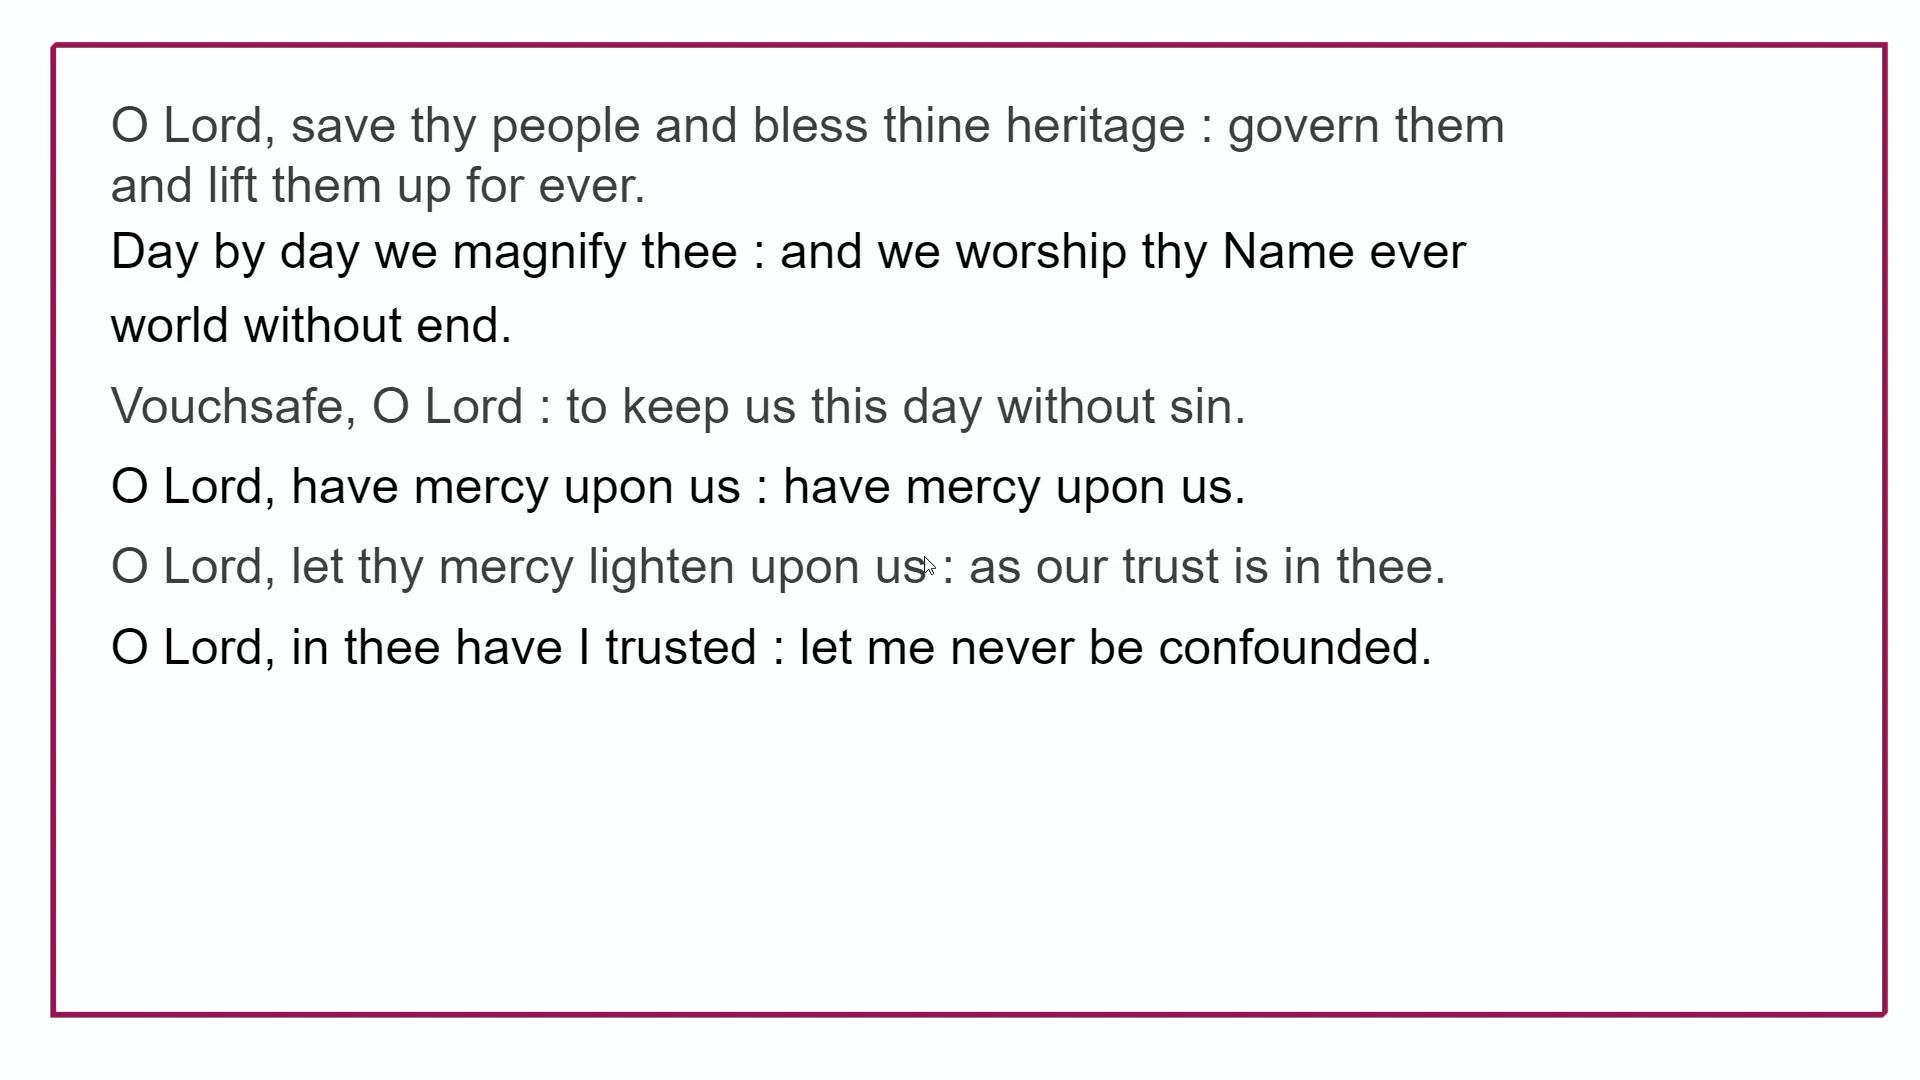 O Lord, save thy people and bless thine heritage : govern them
and lift them up for ever.
Day by day we magnify thee : and we worship thy Name ever
world without end.
Vouchsafe, O Lord : to keep us this day without sin.
O Lord, have mercy upon us : have mercy upon us.
O Lord, let thy mercy lighten upon us : as our trust is in thee.
O Lord, in thee have I trusted : let me never be confounded.